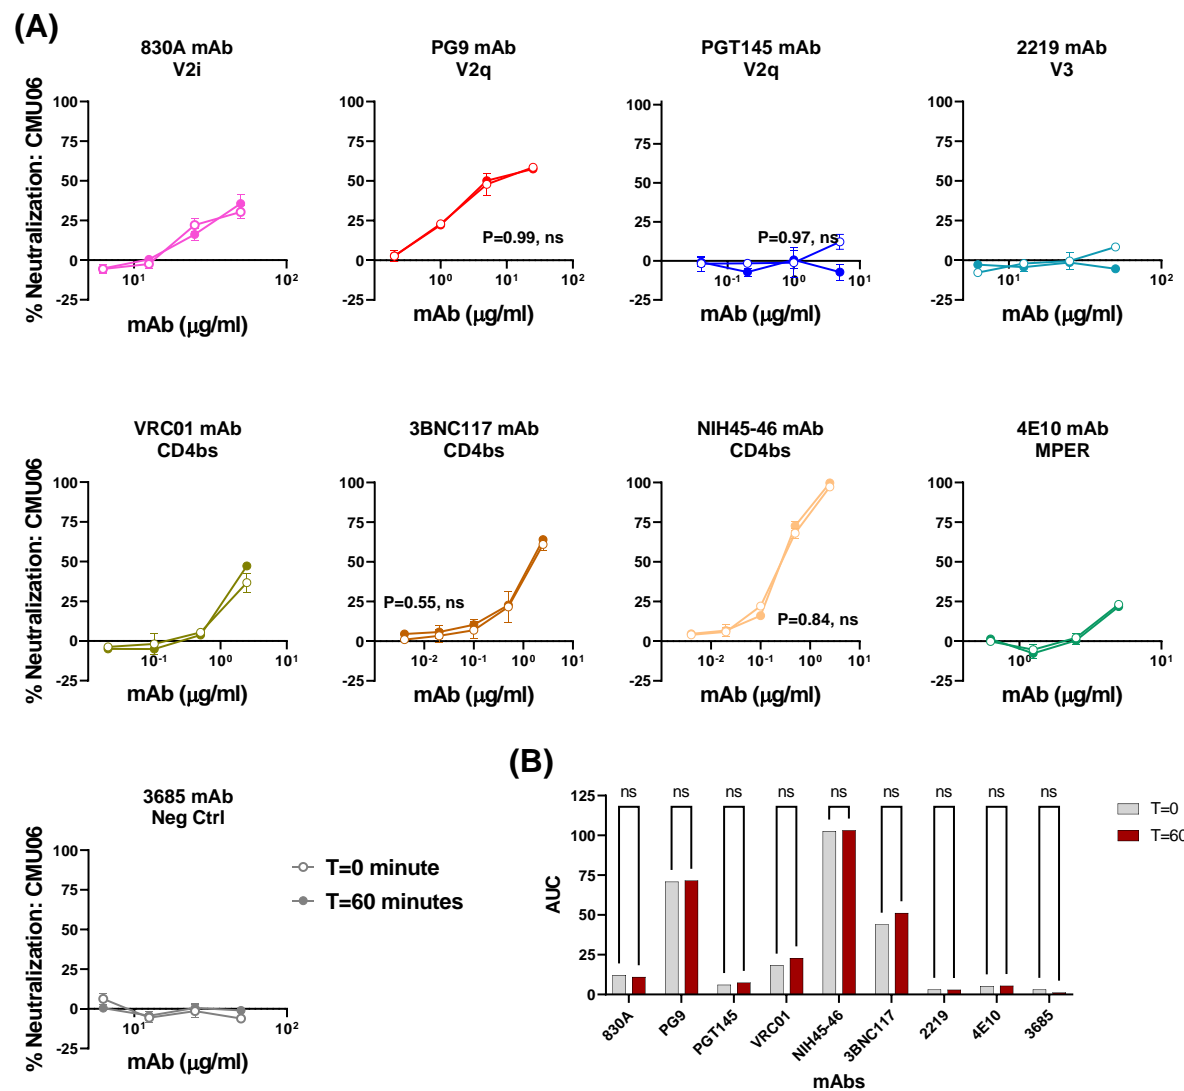 (A)
830A mAb
V2i
PG9 mAb
V2q
PGT145 mAb
V2q
2219 mAb
V3
% Neutralization: CMU06
100
75
50
25
0
-25
10¹
10²
mAb (μg/ml)
100
75
50
25
0
-25
P=0.99, ns
10⁰
10¹
10²
mAb (μg/ml)
100
75
50
25
0
-25
P=0.97, ns
10⁻¹
10⁰
10¹
mAb (μg/ml)
100
75
50
25
0
-25
10¹
10²
mAb (μg/ml)
VRC01 mAb
CD4bs
3BNC117 mAb
CD4bs
NIH45-46 mAb
CD4bs
4E10 mAb
MPER
% Neutralization: CMU06
100
75
50
25
0
-25
10⁻¹
10⁰
10¹
mAb (μg/ml)
100
75
50
25
0
-25
P=0.55, ns
10⁻²
10⁻¹
10⁰
10¹
mAb (μg/ml)
100
75
50
25
0
-25
P=0.84, ns
10⁻²
10⁻¹
10⁰
10¹
mAb (μg/ml)
100
75
50
25
0
-25
10⁰
10¹
mAb (μg/ml)
3685 mAb
Neg Ctrl
% Neutralization: CMU06
100
75
50
25
0
-25
10¹
10²
mAb (μg/ml)
T=0 minute
T=60 minutes
(B)
AUC
125
100
75
50
25
0
ns ns ns ns ns ns ns ns ns
T=0
T=60
830A
PG9
PGT145
VRC01
NIH45-46
3BNC117
2219
4E10
3685
mAbs